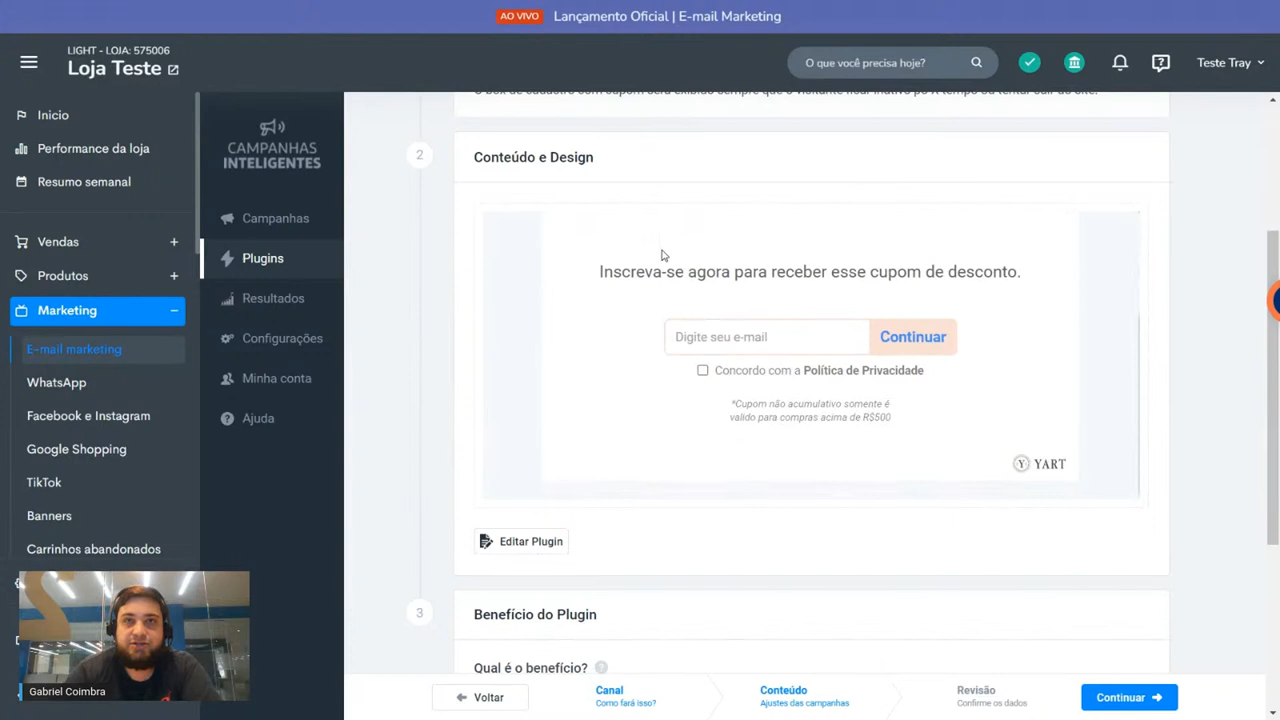 AO VIVO Lançamento Oficial | E-mail Marketing
LIGHT - LOJA: 575006
Loja Teste
O que você precisa hoje?
Teste Tray
Inicio
Performance da loja
Resumo semanal
Vendas
Produtos
Marketing
E-mail marketing
WhatsApp
Facebook e Instagram
Google Shopping
TikTok
Banners
Carrinhos abandonados
Gabriel Coimbra
CAMPANHAS
INTELIGENTES
Campanhas
Plugins
Resultados
Configurações
Minha conta
Ajuda
2
Conteúdo e Design
Inscreva-se agora para receber esse cupom de desconto.
Digite seu e-mail
Continuar
Concordo com a Política de Privacidade
*Cupom não acumulativo somente é
valido para compras acima de R$500
YART
Editar Plugin
3
Benefício do Plugin
Qual é o benefício?
Voltar
Canal
Como fará isso?
Conteúdo
Ajustes das campanhas
Revisão
Confirme os dados
Continuar